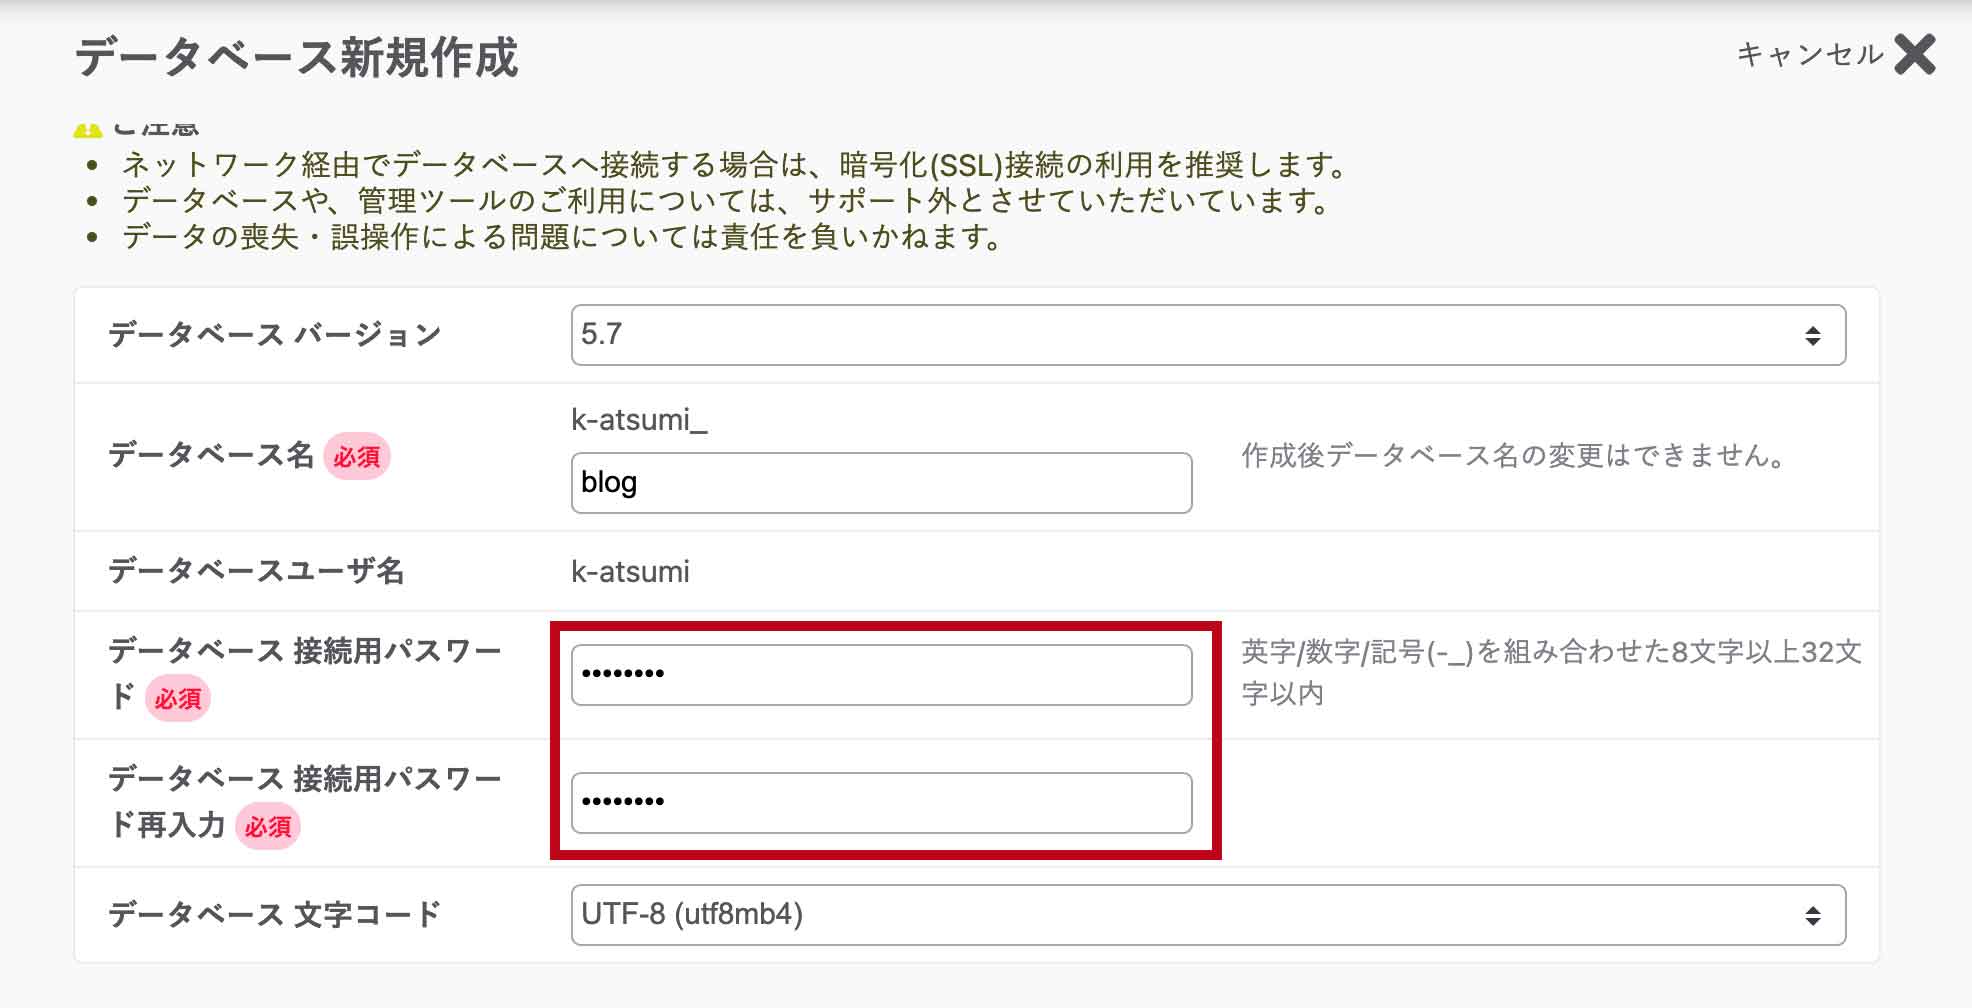 データベース新規作成
キャンセル
ご注意
ネットワーク経由でデータベースへ接続する場合は、暗号化(SSL)接続の利用を推奨します。
データベースや、管理ツールのご利用については、サポート外とさせていただいています。
データの喪失・誤操作による問題については責任を負いかねます。
データベース バージョン
5.7
データベース名 必須
k-atsumi_
blog
作成後データベース名の変更はできません。
データベースユーザ名
k-atsumi
データベース 接続用パスワー
ド 必須
••••••••
英字/数字/記号(-_)を組み合わせた8文字以上32文
字以内
データベース 接続用パスワー
ド再入力 必須
••••••••
データベース 文字コード
UTF-8 (utf8mb4)